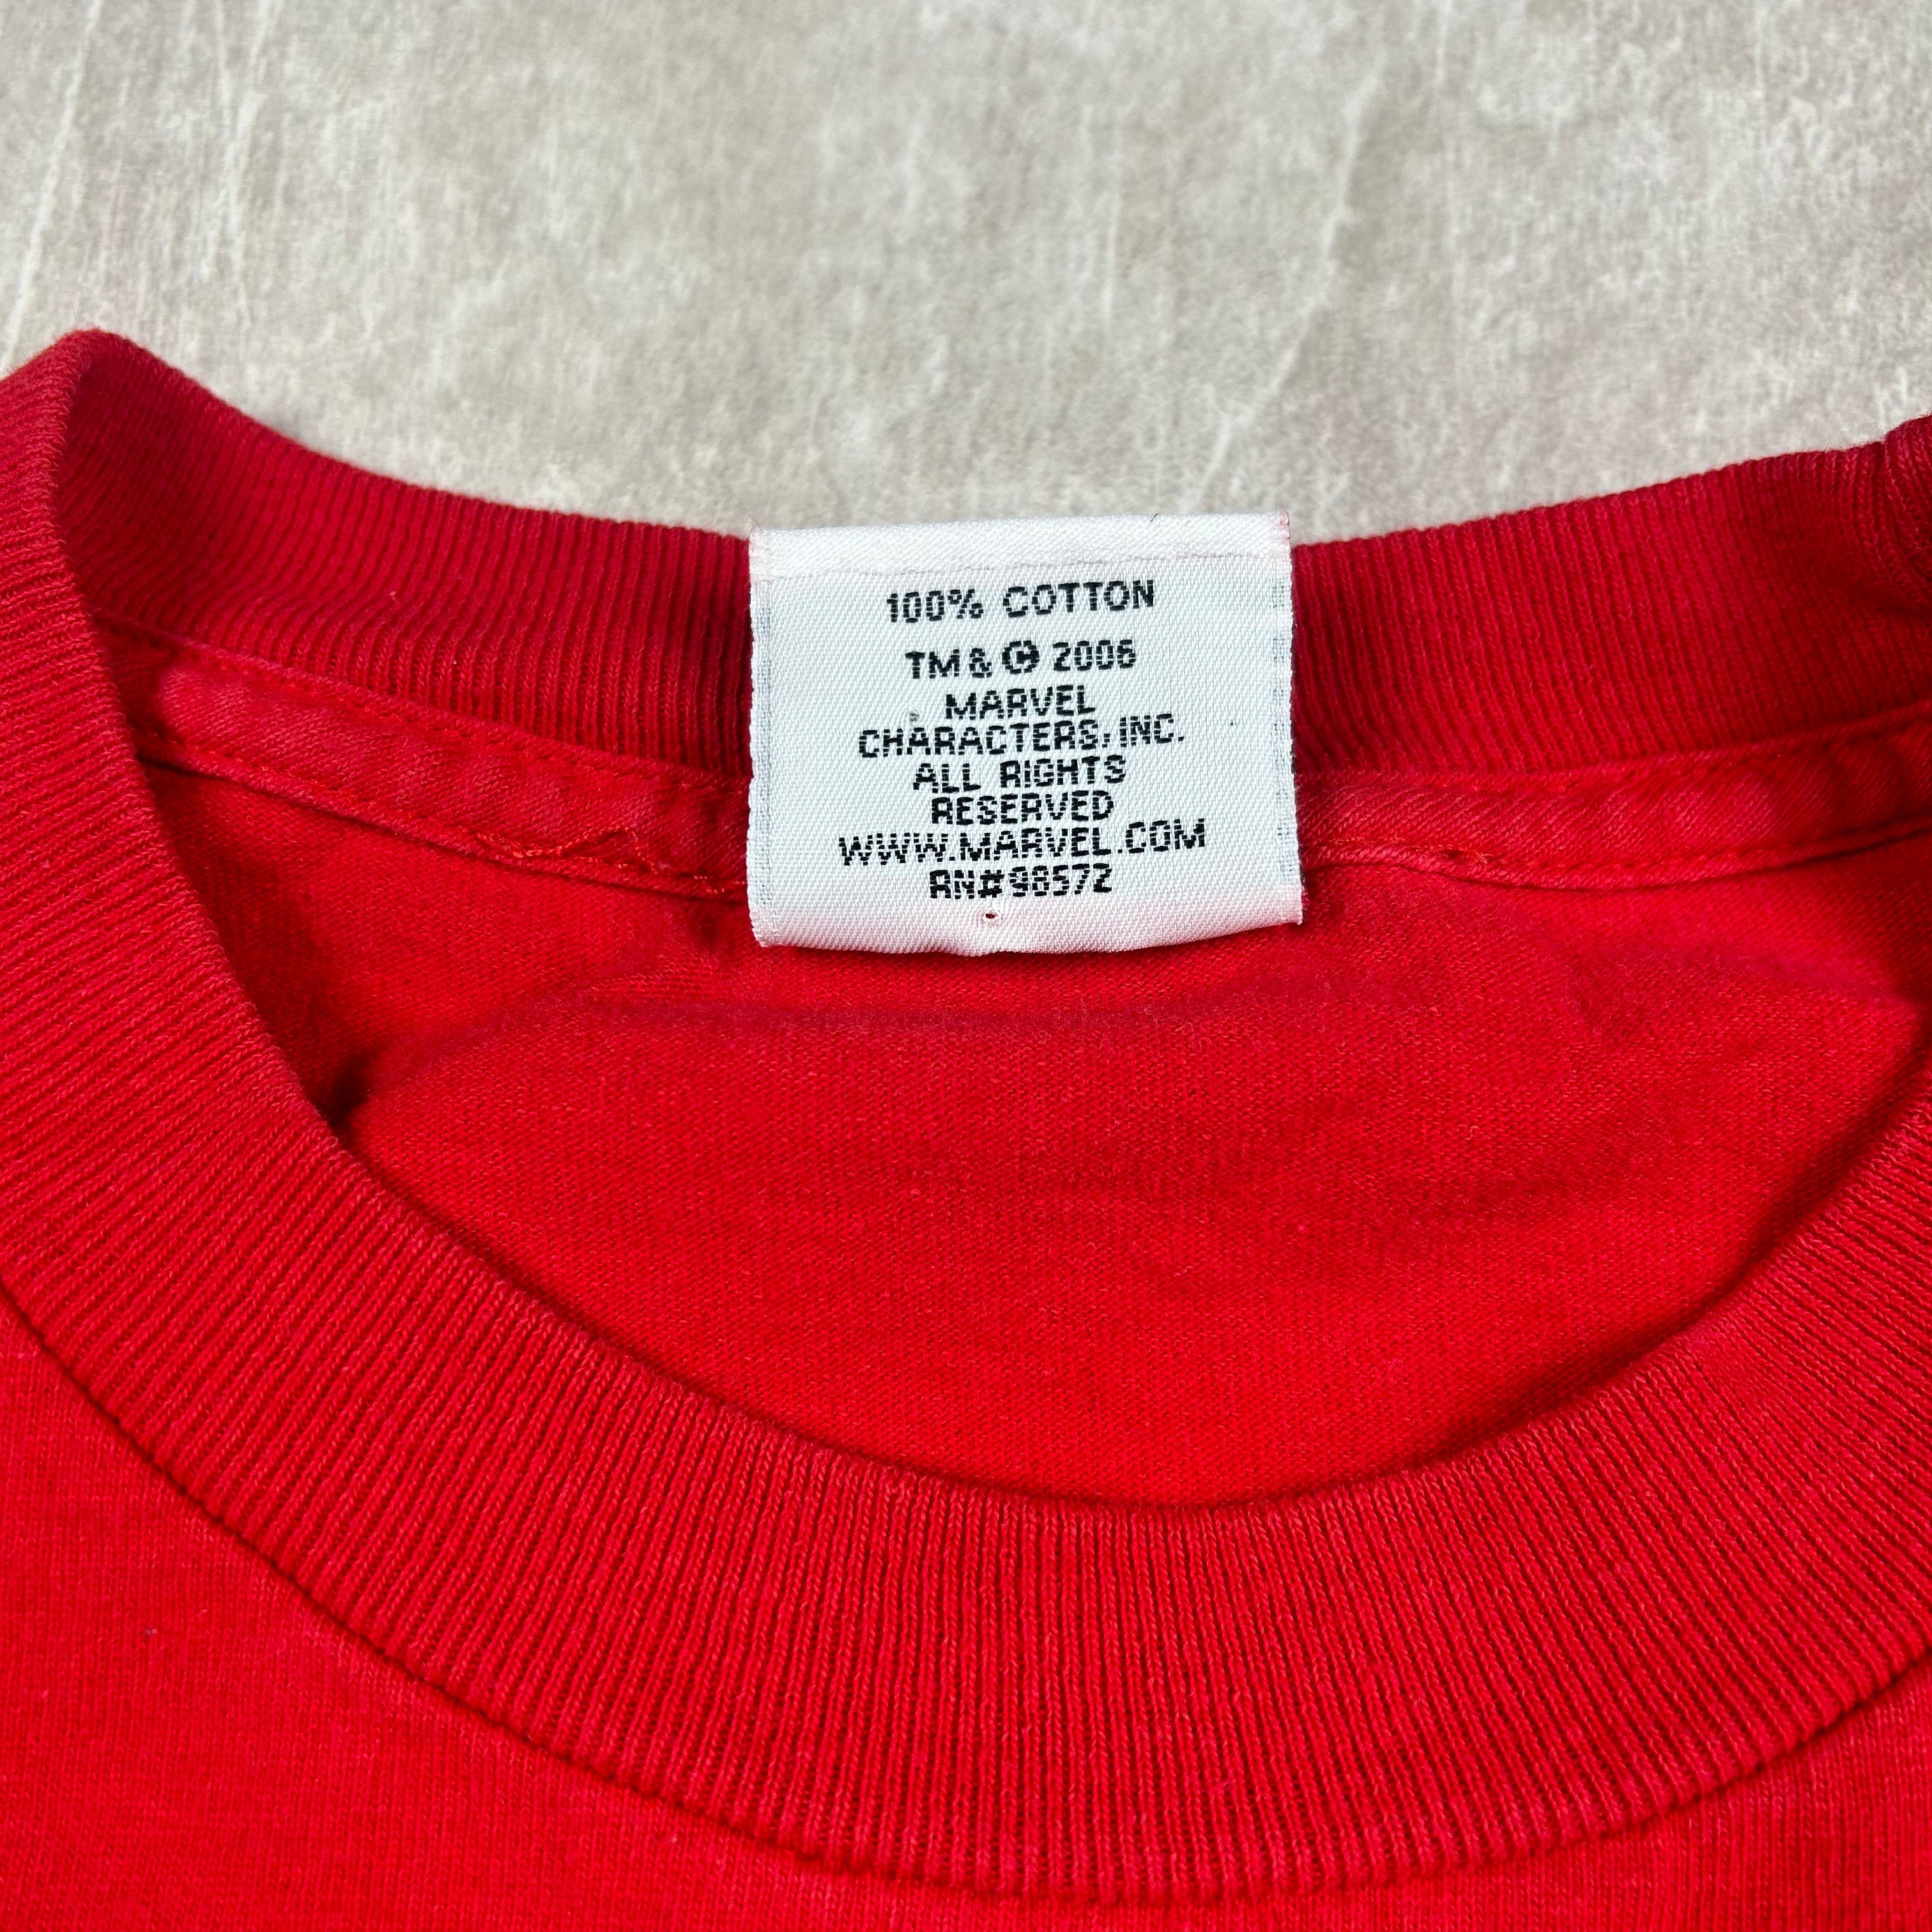 100% COTTON
TM & © 2006
MARVEL
CHARACTERS, INC.
ALL RIGHTS
RESERVED
WWW.MARVEL.COM
RN#98572